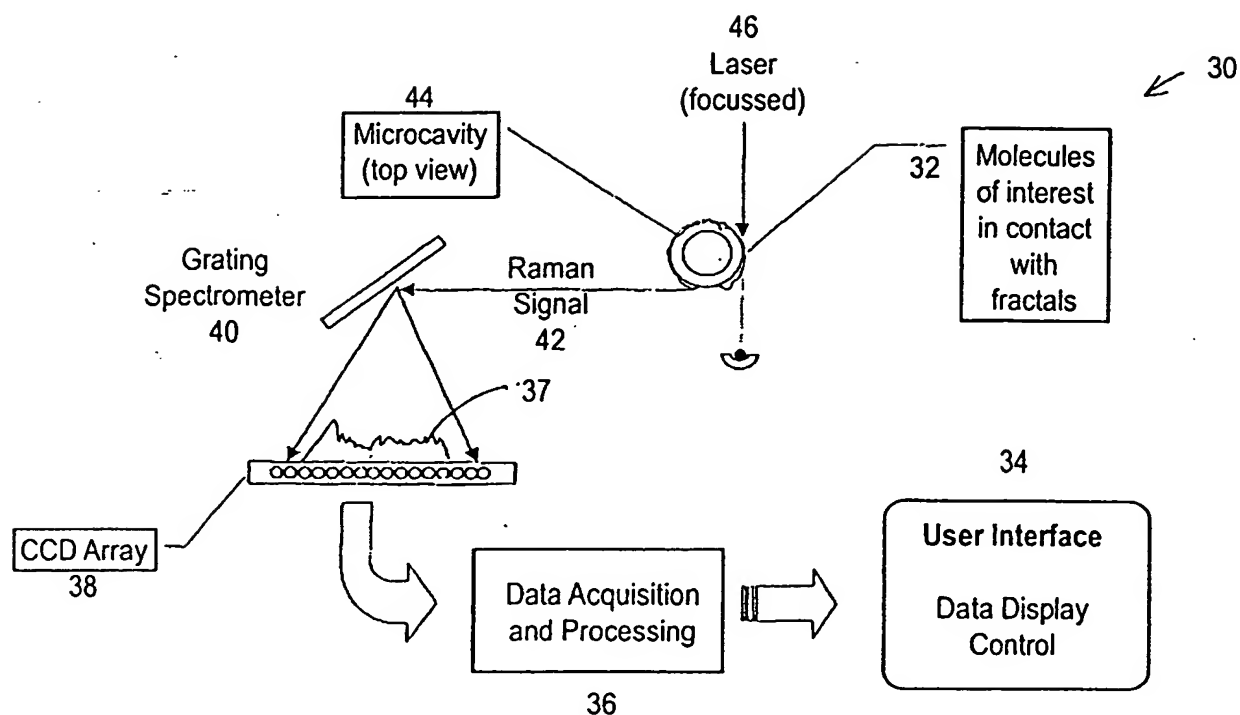 46
Laser
(focussed)
30
44
Microcavity
(top view)
32
Molecules
of interest
in contact
with
fractals
Grating
Spectrometer
40
Raman
Signal
42
37
CCD Array
38
Data Acquisition
and Processing
36
34
User Interface
Data Display
Control